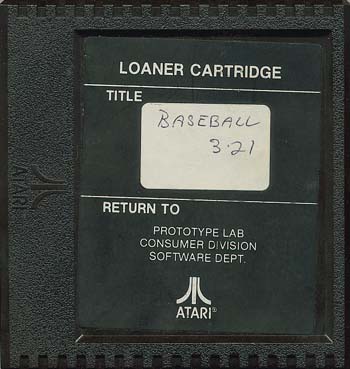 LOANER CARTRIDGE
TITLE
BASEBALL
3.21
RETURN TO
PROTOTYPE LAB
CONSUMER DIVISION
SOFTWARE DEPT.
ATARI®
ATARI